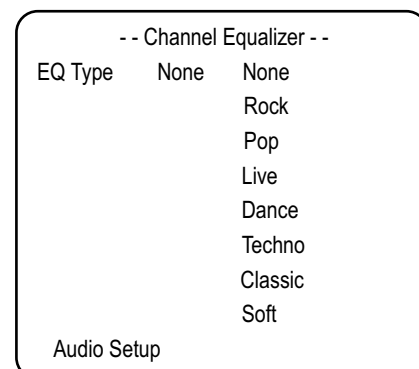 - - Channel Equalizer - -
EQ Type None None
Rock
Pop
Live
Dance
Techno
Classic
Soft
Audio Setup